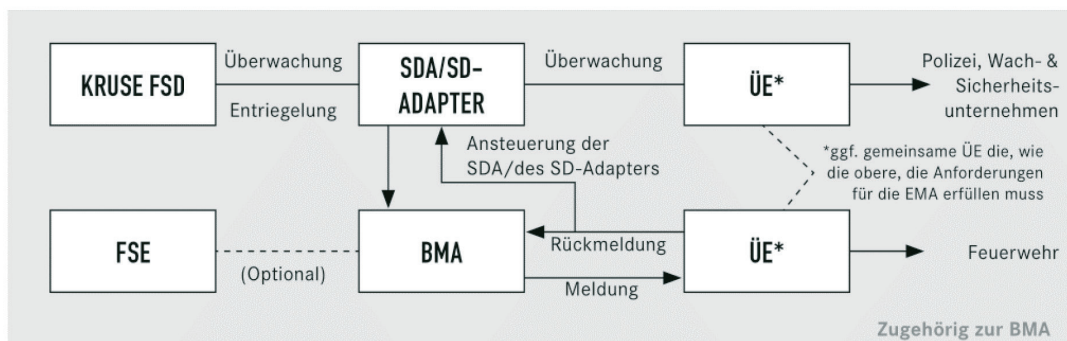 KRUSE FSD
Überwachung
Entriegelung
SDA/SD-
ADAPTER
Überwachung
ÜE*
Polizei, Wach- &
Sicherheits-
unternehmen
Ansteuerung der
SDA/des SD-Adapters
*ggf. gemeinsame ÜE die, wie
die obere, die Anforderungen
für die EMA erfüllen muss
FSE
(Optional)
BMA
Rückmeldung
Meldung
ÜE*
Feuerwehr
Zugehörig zur BMA